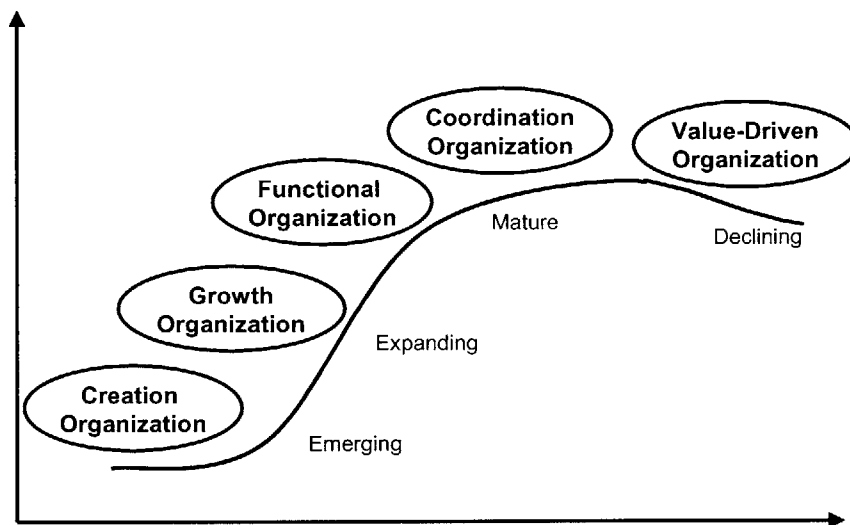 Coordination
Organization
Value-Driven
Organization
Functional
Organization
Mature
Declining
Growth
Organization
Expanding
Creation
Organization
Emerging